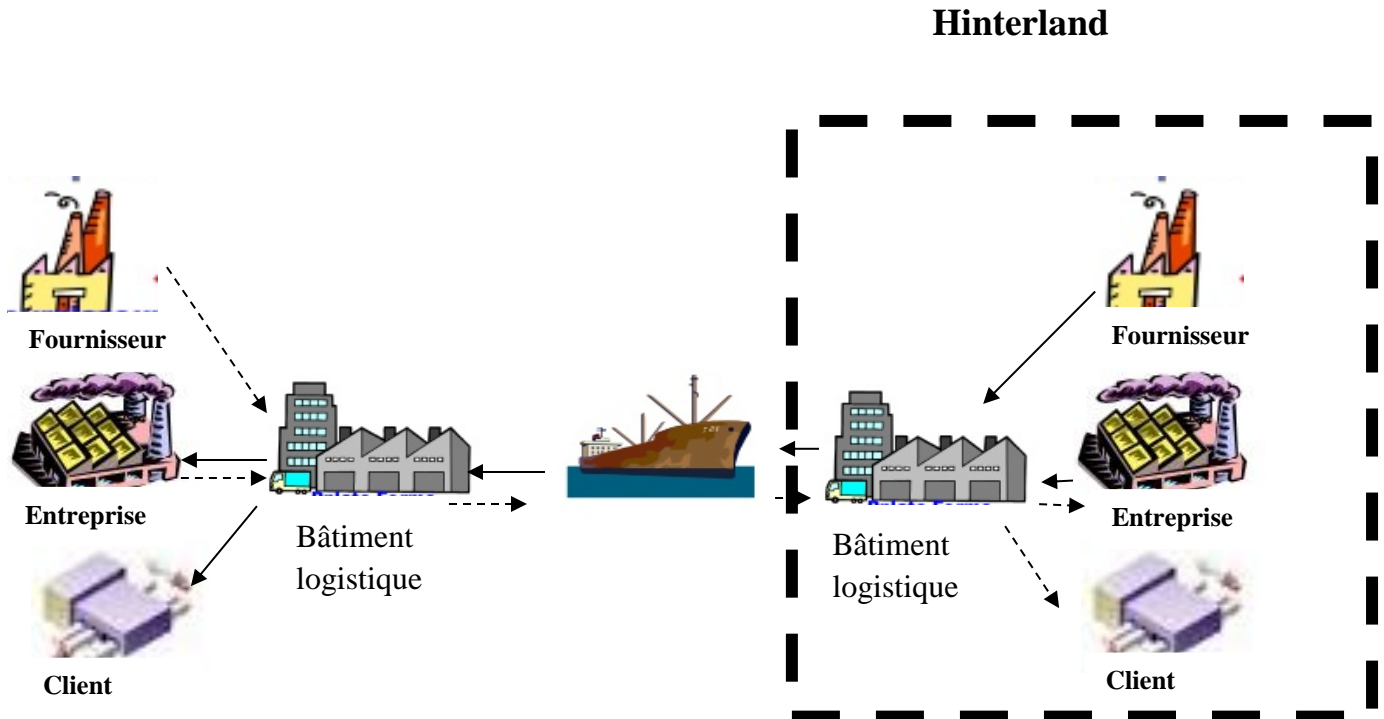 Hinterland
Fournisseur
Fournisseur
Entreprise
Entreprise
Bâtiment
logistique
Bâtiment
logistique
Client
Client